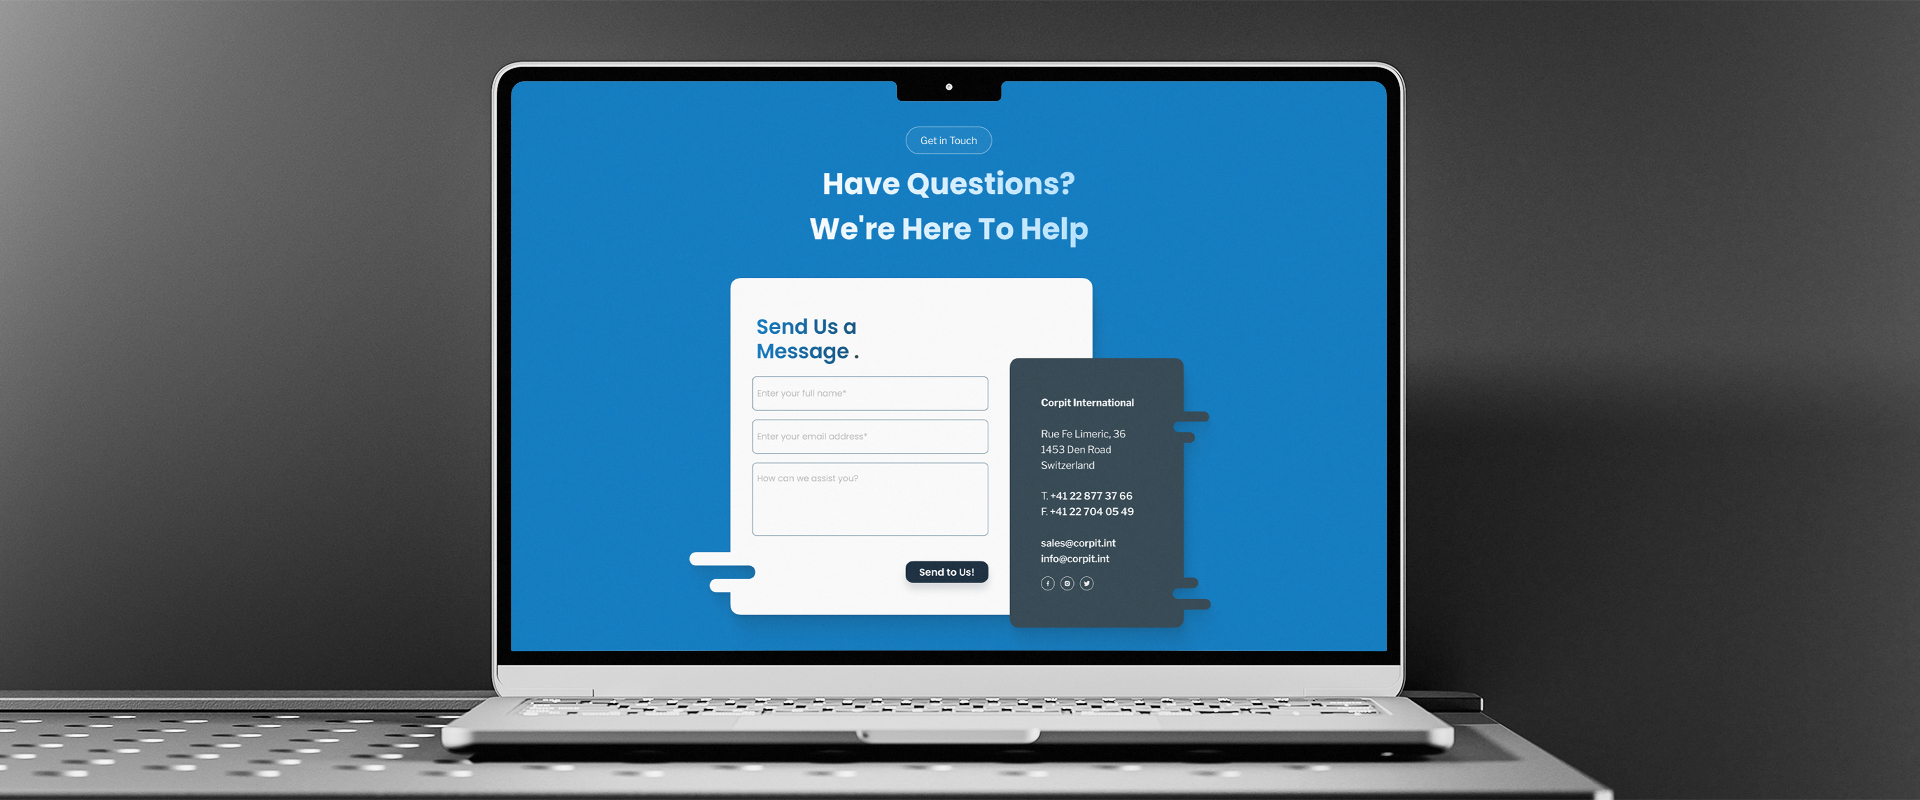 Get in Touch
Have Questions?
We're Here To Help
Send Us a
Message .
Enter your full name*
Enter your email address*
How can we assist you?
Send to Us!
Corpit International
Rue Fe Limeric, 36
1453 Den Road
Switzerland
T. +41 22 877 37 66
F. +41 22 704 05 49
sales@corpit.int
info@corpit.int